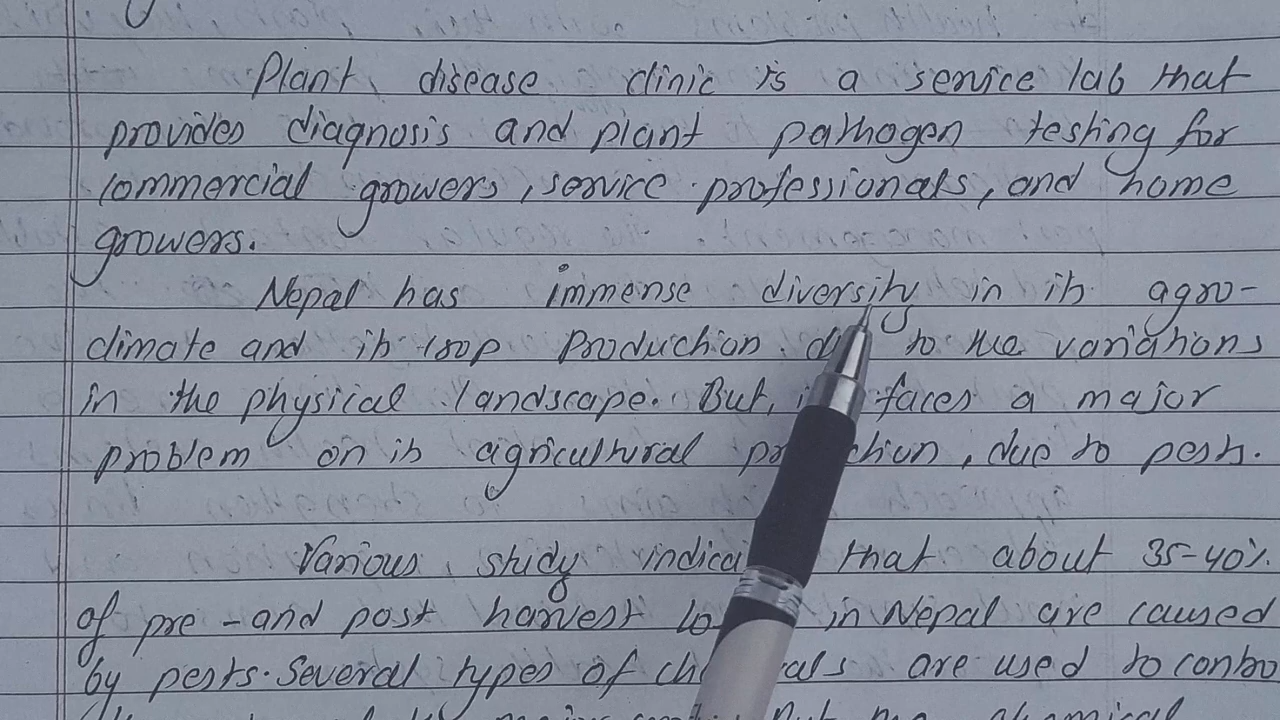 Plant disease clinic is a service lab that
provides diagnosis and plant pathogen testing for
commercial growers, service professionals, and home
growers.
Nepal has immense diversity in its agro-
climate and its crop production to the variations
in the physical landscape. But, faces a major
problem on its agricultural due to pests.
Various study that about 35-40%
of pre-and post harvest in Nepal are caused
by pests. Several types of are used to